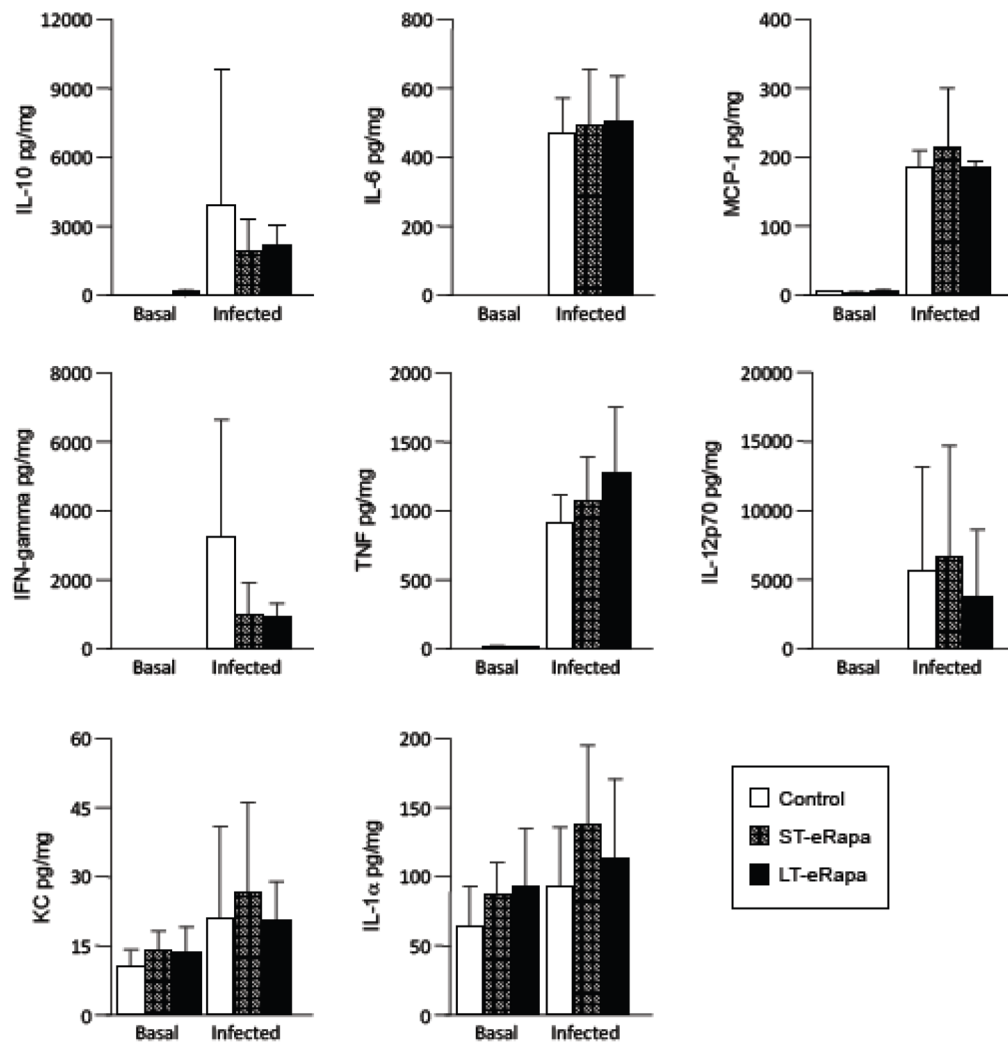 IL-10 pg/mg
12000
9000
6000
3000
0
Basal Infected
IL-6 pg/mg
800
600
400
200
0
Basal Infected
MCP-1 pg/mg
400
300
200
100
0
Basal Infected
IFN-gamma pg/mg
8000
6000
4000
2000
0
Basal Infected
TNF pg/mg
2000
1500
1000
500
0
Basal Infected
IL-12p70 pg/mg
20000
15000
10000
5000
0
Basal Infected
KC pg/mg
60
45
30
15
0
Basal Infected
IL-1α pg/mg
200
150
100
50
0
Basal Infected
Control
ST-eRapa
LT-eRapa